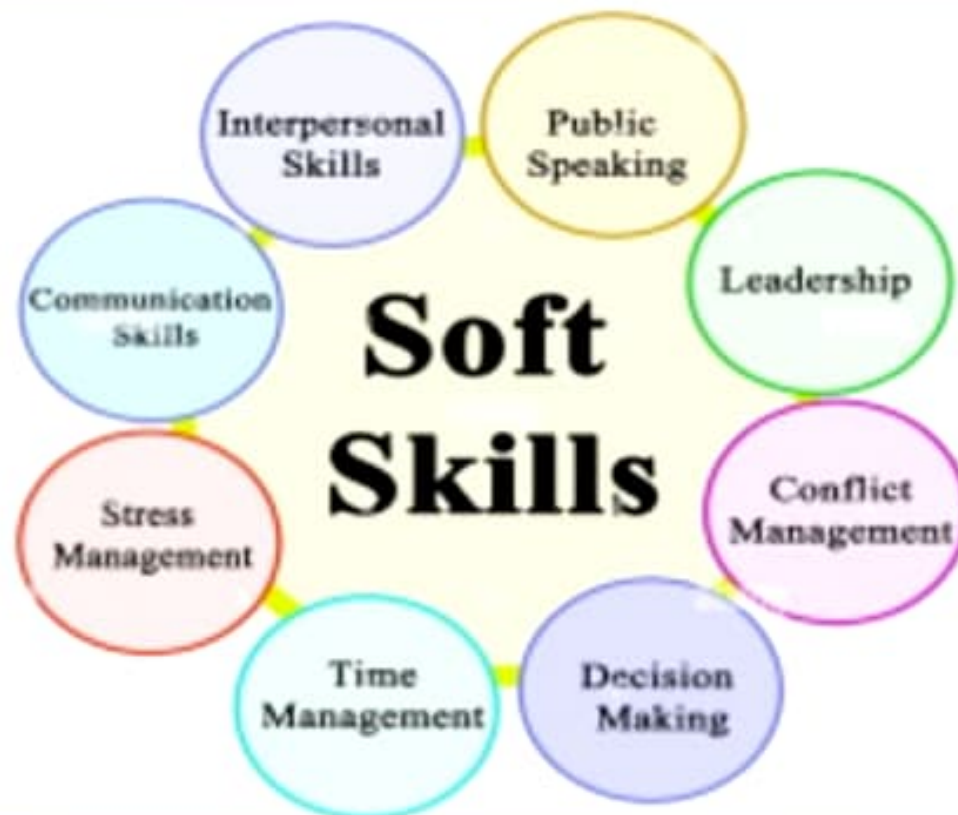 Interpersonal
Skills
Public
Speaking
Leadership
Conflict
Management
Decision
Making
Time
Management
Stress
Management
Communication
Skills
Soft
Skills